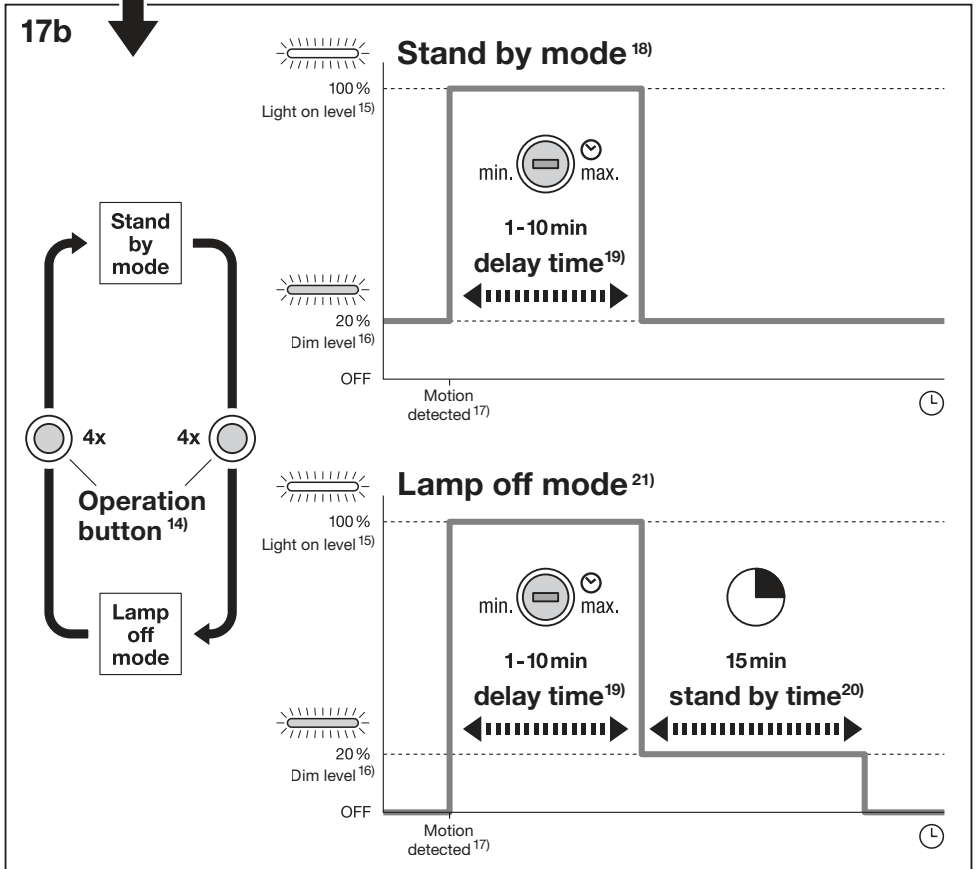 17b
Stand by mode 18)
100 %
Light on level 15)
min. max.
1-10 min
delay time 19)
20 %
Dim level 16)
OFF
Motion
detected 17)
Stand
by
mode
4x 4x
Operation
button 14)
Lamp
off
mode
Lamp off mode 21)
100 %
Light on level 15)
min. max.
1-10 min 15 min
delay time 19) stand by time 20)
20 %
Dim level 16)
OFF
Motion
detected 17)